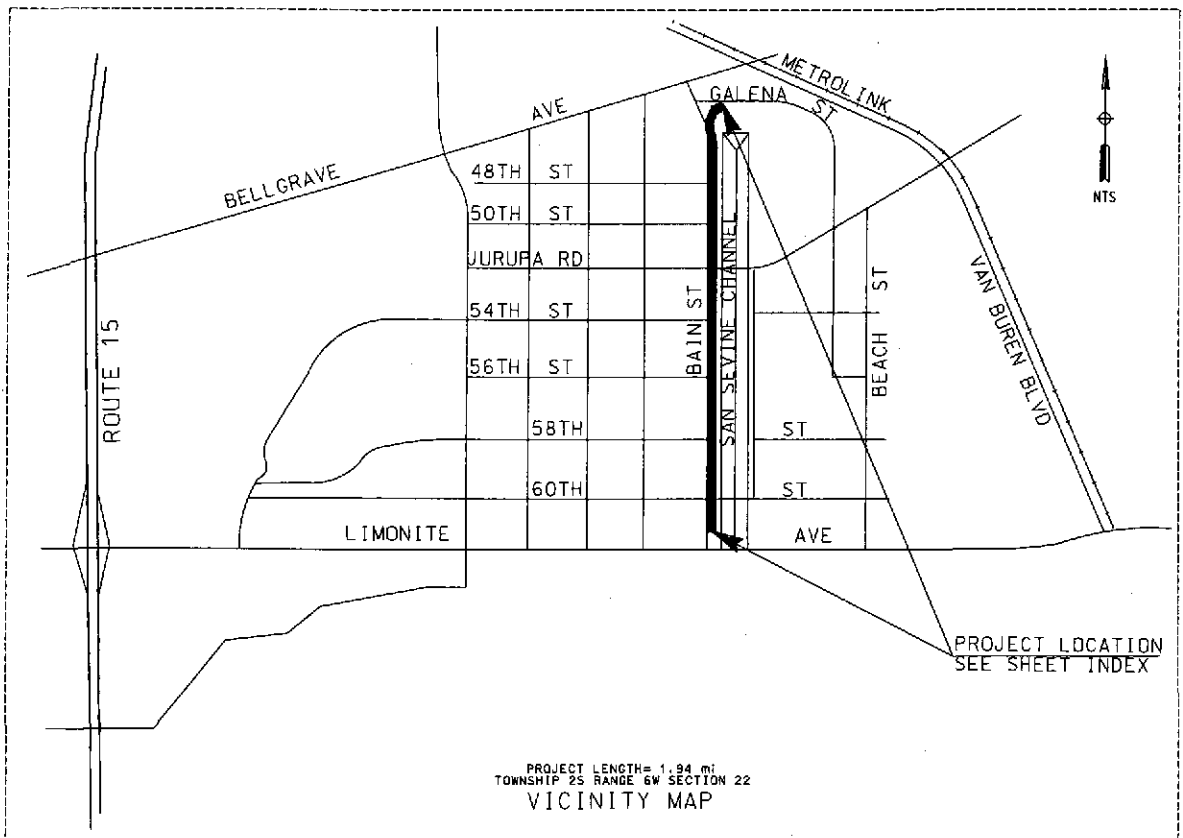 METROLINK
GALENA ST
BELLGRAVE AVE
NTS
48TH ST
50TH ST
JURUPA RD
54TH ST
56TH ST
58TH ST
60TH ST
BAIN ST
SAN SEVINE CHANNEL
BEACH ST
VAN BUREN BLVD
ROUTE 15
LIMONITE AVE
PROJECT LOCATION
SEE SHEET INDEX
PROJECT LENGTH= 1.94 mi
TOWNSHIP 2S RANGE 6W SECTION 22
VICINITY MAP